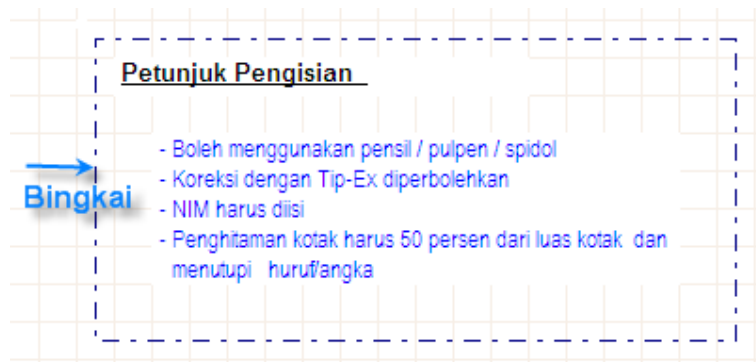 Petunjuk Pengisian
- Boleh menggunakan pensil / pulpen / spidol
- Koreksi dengan Tip-Ex diperbolehkan
Bingkai
- NIM harus diisi
- Penghitaman kotak harus 50 persen dari luas kotak dan
menutupi huruf/angka